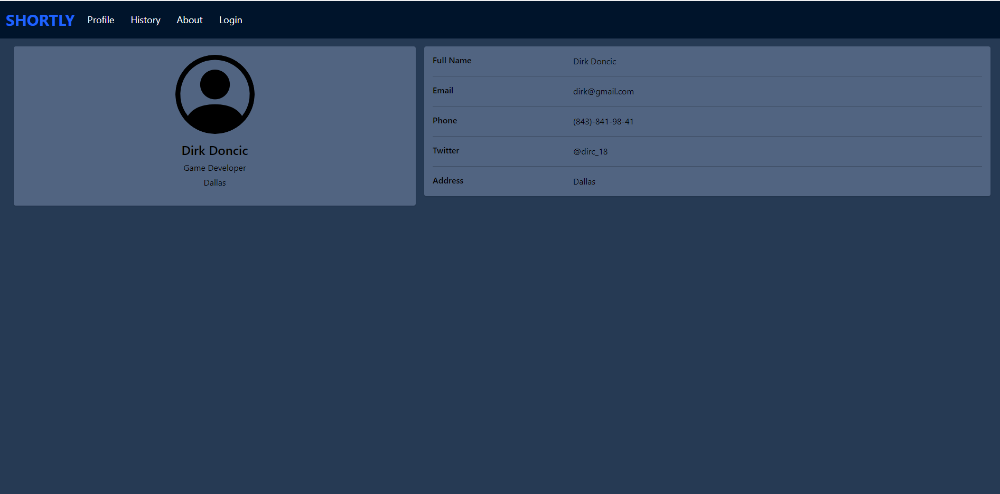 SHORTLY Profile History About Login
Dirk Doncic
Game Developer
Dallas
Full Name Dirk Doncic
Email dirk@gmail.com
Phone (843)-841-98-41
Twitter @dirc_18
Address Dallas